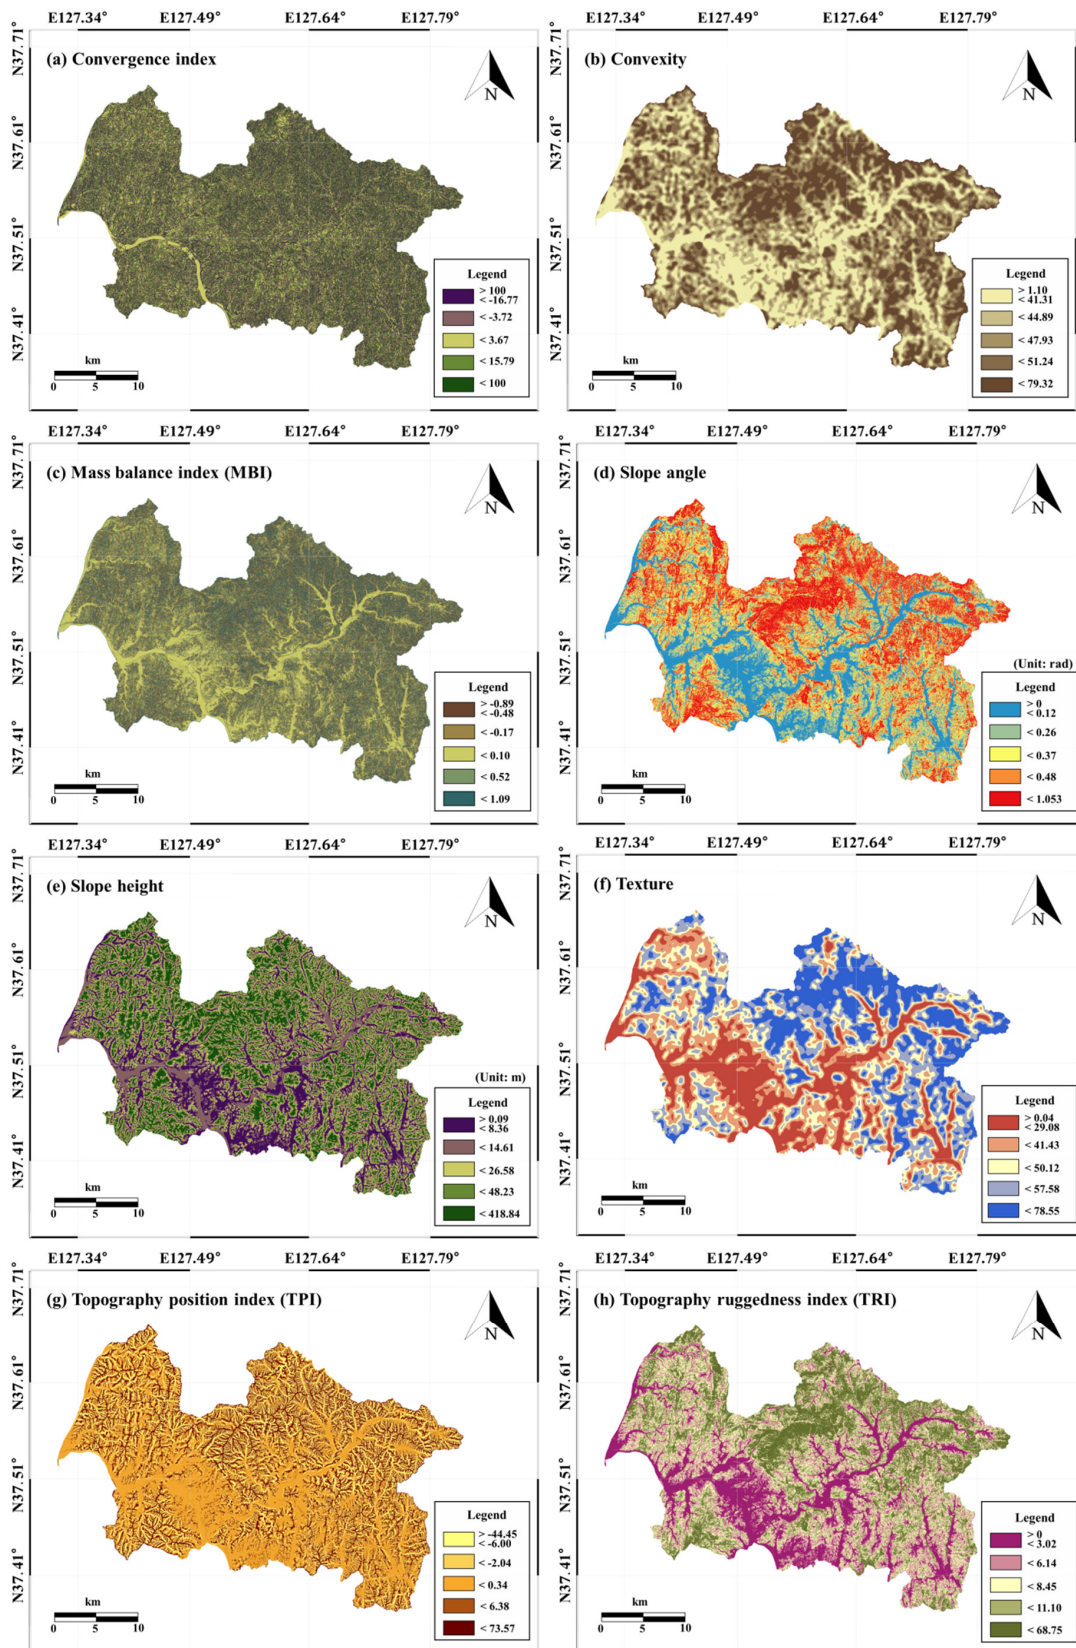 E127.34° E127.49° E127.64° E127.79°
N37.71°
N37.61°
N37.51°
N37.41°
(a) Convergence index
N
Legend
> 100
< -16.77
< -3.72
< 3.67
< 15.79
< 100
km
0 5 10
E127.34° E127.49° E127.64° E127.79°
N37.71°
N37.61°
N37.51°
N37.41°
(b) Convexity
N
Legend
> 1.10
< 41.31
< 44.89
< 47.93
< 51.24
< 79.32
km
0 5 10
E127.34° E127.49° E127.64° E127.79°
N37.71°
N37.61°
N37.51°
N37.41°
(c) Mass balance index (MBI)
N
Legend
> -0.89
< -0.48
< -0.17
< 0.10
< 0.52
< 1.09
km
0 5 10
E127.34° E127.49° E127.64° E127.79°
N37.71°
N37.61°
N37.51°
N37.41°
(d) Slope angle
N
(Unit: rad)
Legend
> 0
< 0.12
< 0.26
< 0.37
< 0.48
< 1.053
km
0 5 10
E127.34° E127.49° E127.64° E127.79°
N37.71°
N37.61°
N37.51°
N37.41°
(e) Slope height
N
(Unit: m)
Legend
> 0.09
< 8.36
< 14.61
< 26.58
< 48.23
< 418.84
km
0 5 10
E127.34° E127.49° E127.64° E127.79°
N37.71°
N37.61°
N37.51°
N37.41°
(f) Texture
N
Legend
> 0.04
< 29.08
< 41.43
< 50.12
< 57.58
< 78.55
km
0 5 10
E127.34° E127.49° E127.64° E127.79°
N37.71°
N37.61°
N37.51°
N37.41°
(g) Topography position index (TPI)
N
Legend
> -44.45
< -6.00
< -2.04
< 0.34
< 6.38
< 73.57
km
0 5 10
E127.34° E127.49° E127.64° E127.79°
N37.71°
N37.61°
N37.51°
N37.41°
(h) Topography ruggedness index (TRI)
N
Legend
> 0
< 3.02
< 6.14
< 8.45
< 11.10
< 68.75
km
0 5 10